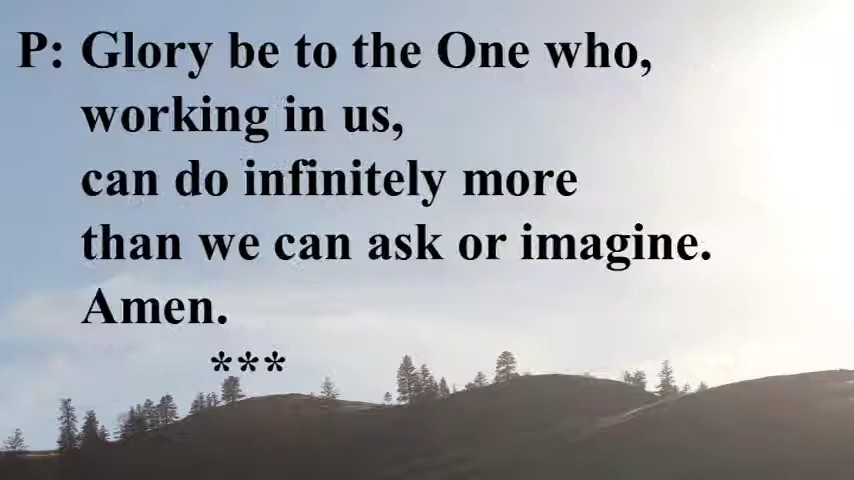 P: Glory be to the One who,
working in us,
can do infinitely more
than we can ask or imagine.
Amen.
***